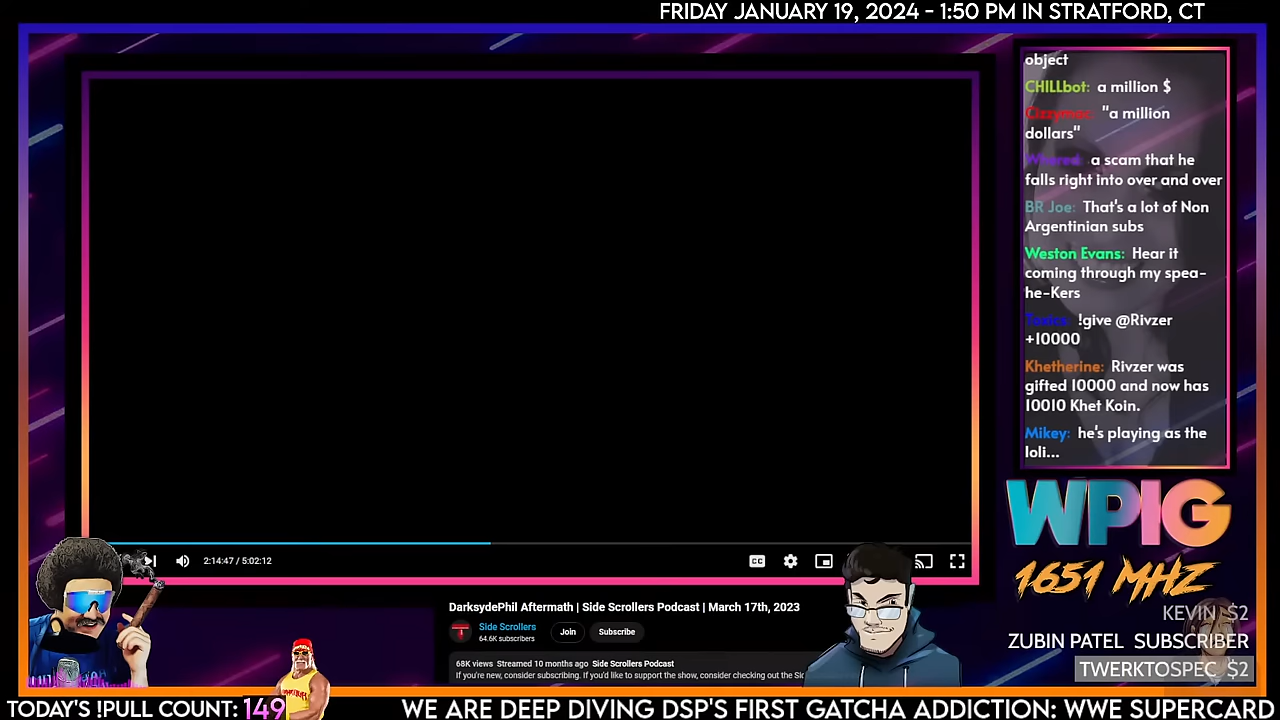 FRIDAY JANUARY 19, 2024 - 1:50 PM IN STRATFORD, CT
object
CHILLbot: a million $
Cizzymac: "a million
dollars"
a scam that he
falls right into over and over
BR Joe: That's a lot of Non
Argentinian subs
Weston Evans: Hear it
coming through my spea-
he-Kers
!give @Rivzer
+10000
Khetherine: Rivzer was
gifted 10000 and now has
10010 Khet Koin.
Mikey: he's playing as the
loli...
WPIG
1651 MHZ
KEVIN $2
ZUBIN PATEL SUBSCRIBER
TWERKTOSPEC $2
2:14:47 / 5:02:12
CC
DarksydePhil Aftermath | Side Scrollers Podcast | March 17th, 2023
Side Scrollers
64.6K subscribers
Join
Subscribe
68K views Streamed 10 months ago Side Scrollers Podcast
If you're new, consider subscribing. If you'd like to support the show, consider checking out the
TODAY'S !PULL COUNT: 149
WE ARE DEEP DIVING DSP'S FIRST GATCHA ADDICTION: WWE SUPERCARD